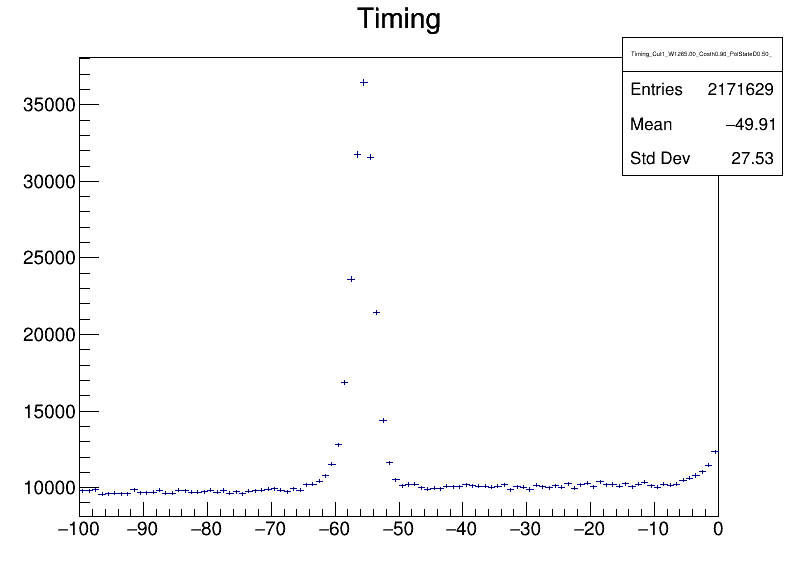 Timing
Timing_Cut1_W1265.00_Costh0.90_PolStateD0.50_
Entries 2171629
Mean −49.91
Std Dev 27.53
35000
30000
25000
20000
15000
10000
−100 −90 −80 −70 −60 −50 −40 −30 −20 −10 0